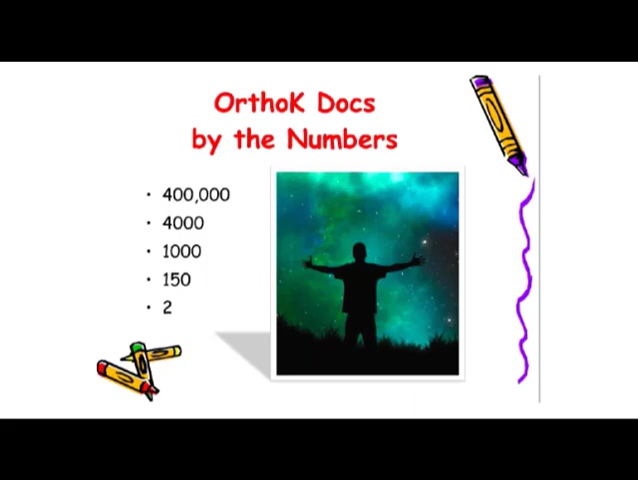 OrthoK Docs
by the Numbers
• 400,000
• 4000
• 1000
• 150
• 2